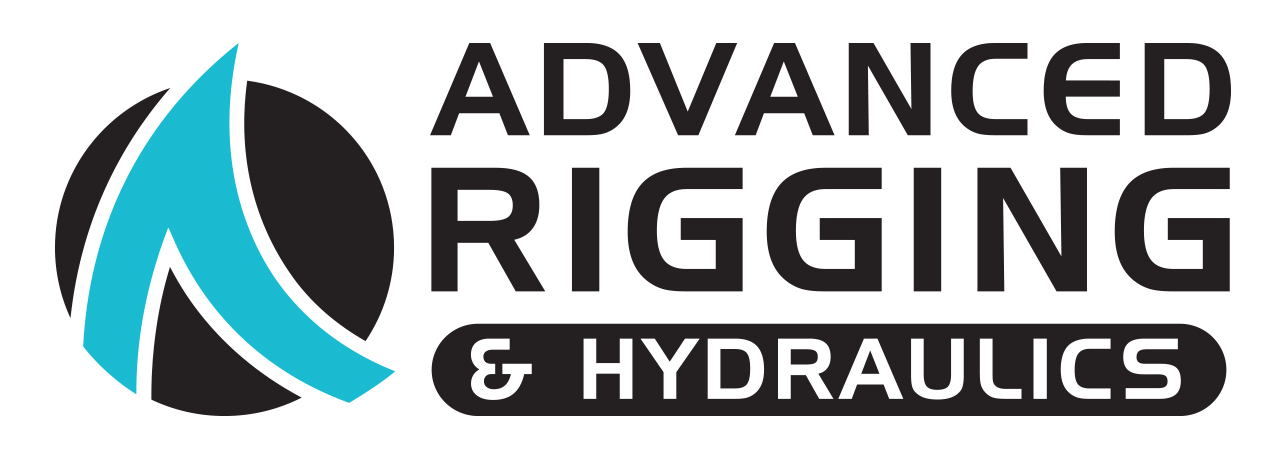 ADVANCED
RIGGING
& HYDRAULICS